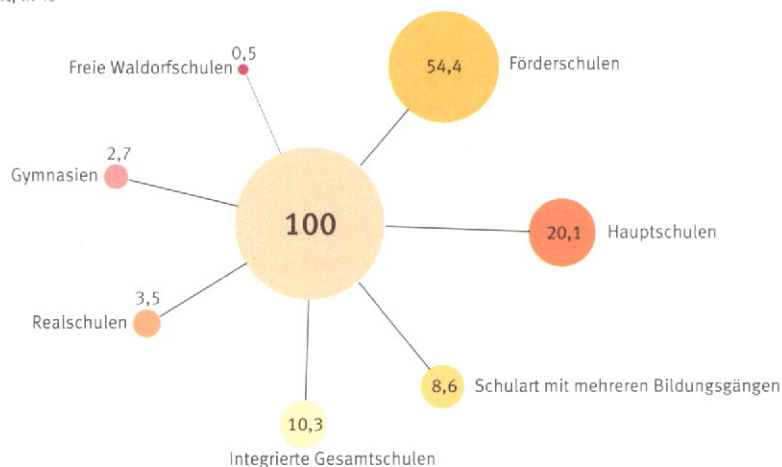 0,5
Freie Waldorfschulen
54,4
Förderschulen
2,7
Gymnasien
100
20,1
Hauptschulen
3,5
Realschulen
8,6
Schulart mit mehreren Bildungsgängen
10,3
Integrierte Gesamtschulen